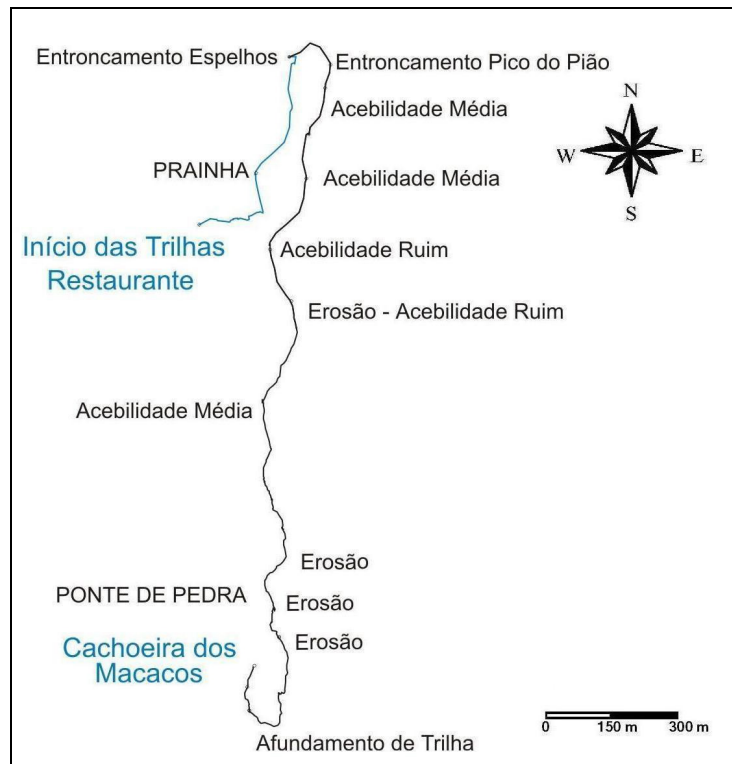 Entroncamento Espelhos
Entroncamento Pico do Pião
Acebilidade Média
N
W
E
S
PRAINHA
Acebilidade Média
Início das Trilhas
Restaurante
Acebilidade Ruim
Erosão - Acebilidade Ruim
Acebilidade Média
Erosão
PONTE DE PEDRA
Erosão
Erosão
Cachoeira dos
Macacos
0 150 m 300 m
Afundamento de Trilha